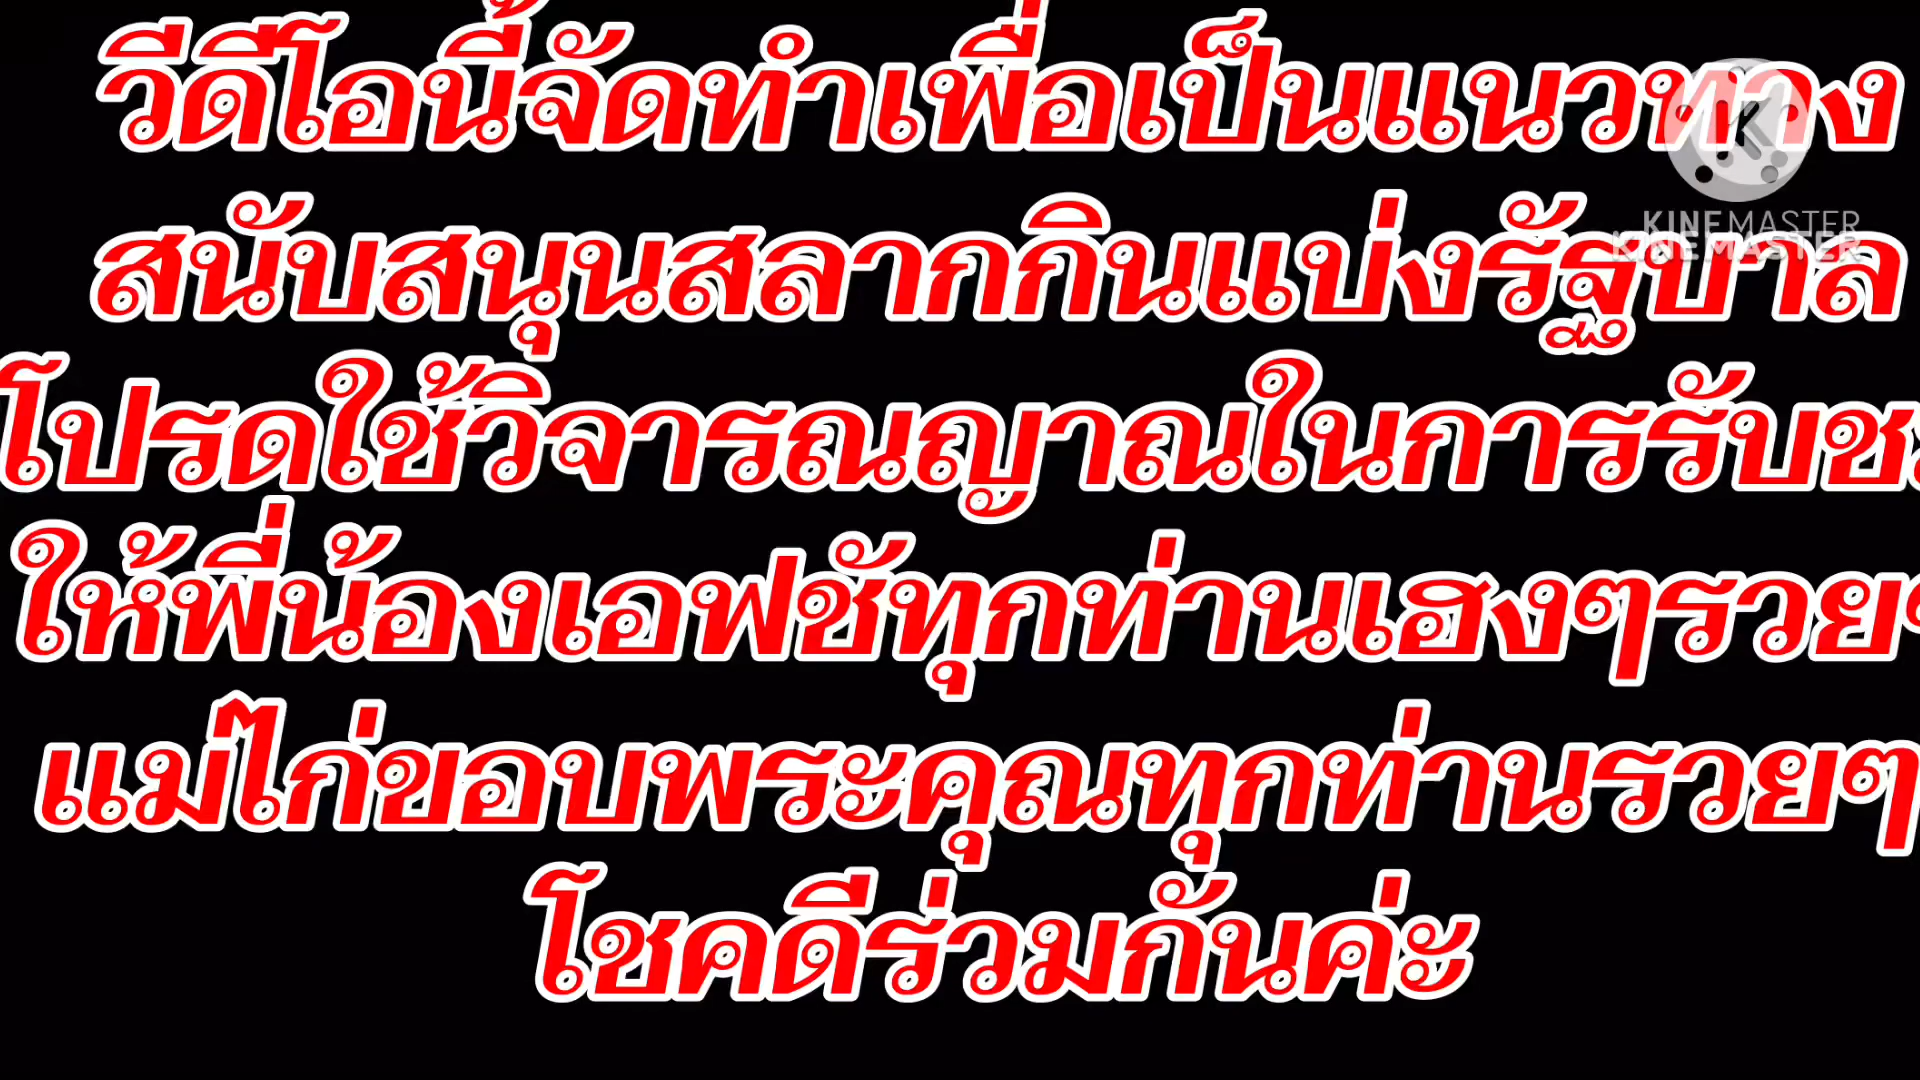 วีดีโอนี้จัดทำเพื่อเป็นแนวทาง
สนับสนุนสลากกินแบ่งรัฐบาล
โปรดใช้วิจารณญาณในการรับช
ให้พี่น้องเอฟซัทุกท่านเฮงๆรวย
แม่ไก่ขอบพระคุณทุกท่านรวยๆ
โชคดีร่วมกันค่ะ
KINEMASTER
KINEMASTER